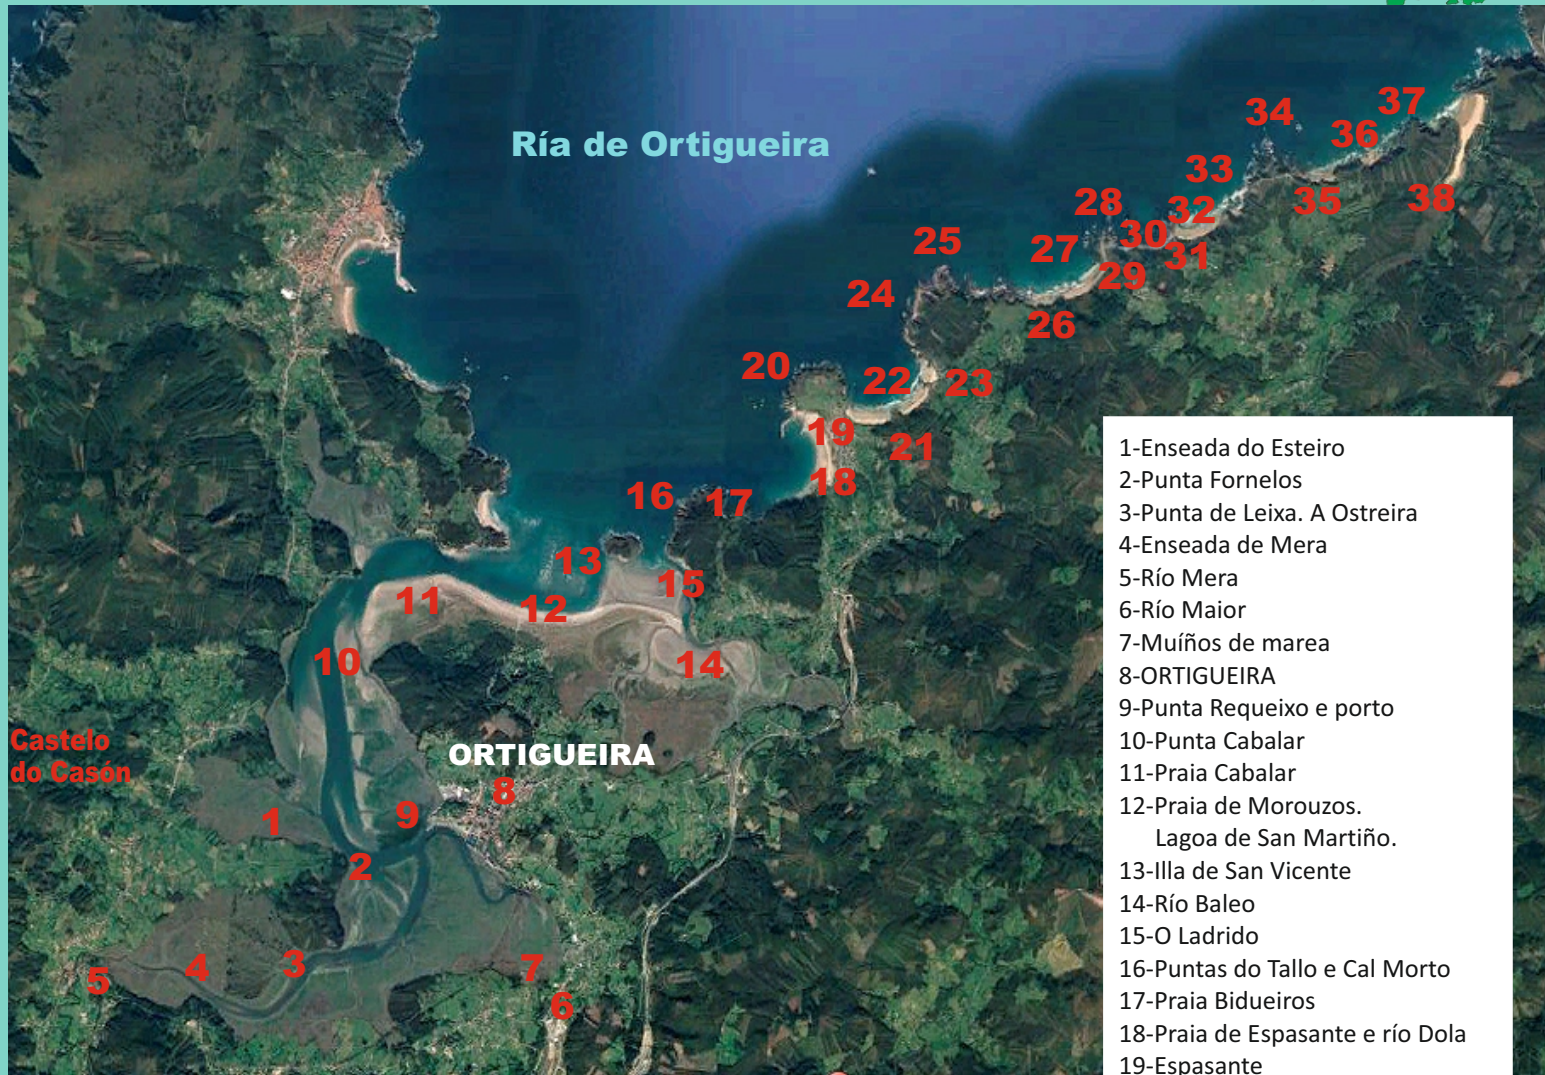 Ría de Ortigueira
34
37
36
33
35
38
28
32
30
31
25
27
29
24
26
20
22
23
19
21
18
16
17
13
15
11
12
10
14
Castelo
do Casón
ORTIGUEIRA
8
1
9
2
5
4
3
7
6
1-Enseada do Esteiro
2-Punta Fornelos
3-Punta de Leixa. A Ostreira
4-Enseada de Mera
5-Río Mera
6-Río Maior
7-Muíños de marea
8-ORTIGUEIRA
9-Punta Requeixo e porto
10-Punta Cabalar
11-Praia Cabalar
12-Praia de Morouzos.
Lagoa de San Martiño.
13-Illa de San Vicente
14-Río Baleo
15-O Ladrido
16-Puntas do Tallo e Cal Morto
17-Praia Bidueiros
18-Praia de Espasante e río Dola
19-Espasante